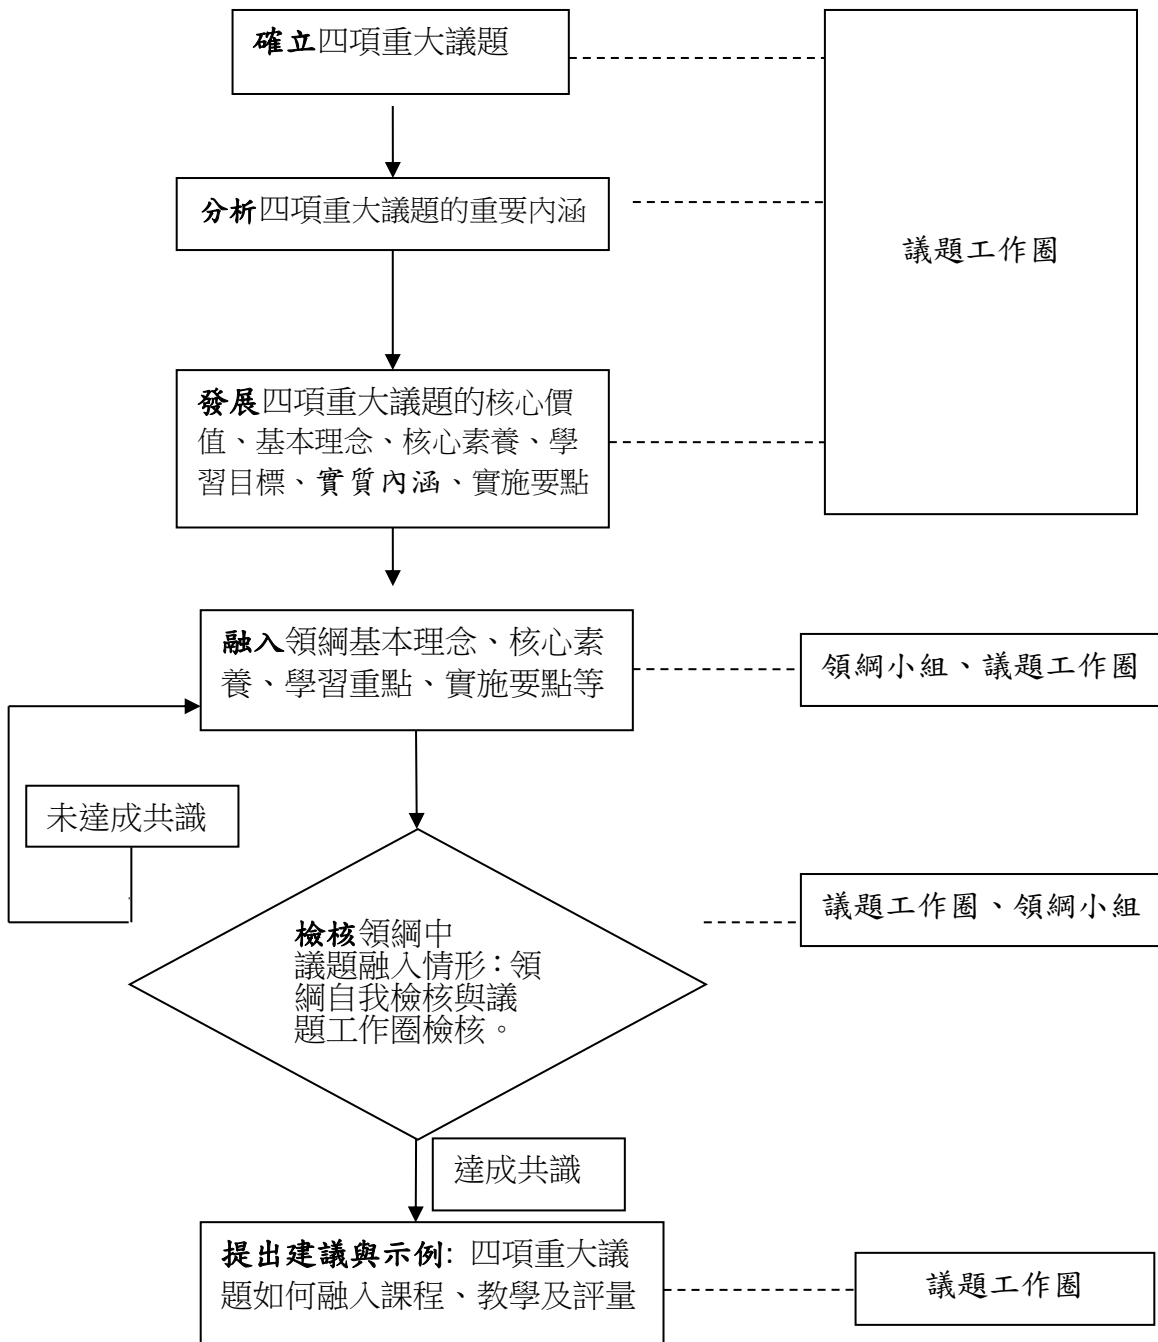 確立四項重大議題
分析四項重大議題的重要內涵
議題工作圈
發展四項重大議題的核心價
值、基本理念、核心素養、學
習目標、實質內涵、實施要點
融入領綱基本理念、核心素
養、學習重點、實施要點等
領綱小組、議題工作圈
未達成共識
檢核領綱中
議題融入情形：領
綱自我檢核與議
題工作圈檢核。
議題工作圈、領綱小組
達成共識
提出建議與示例: 四項重大議
題如何融入課程、教學及評量
議題工作圈